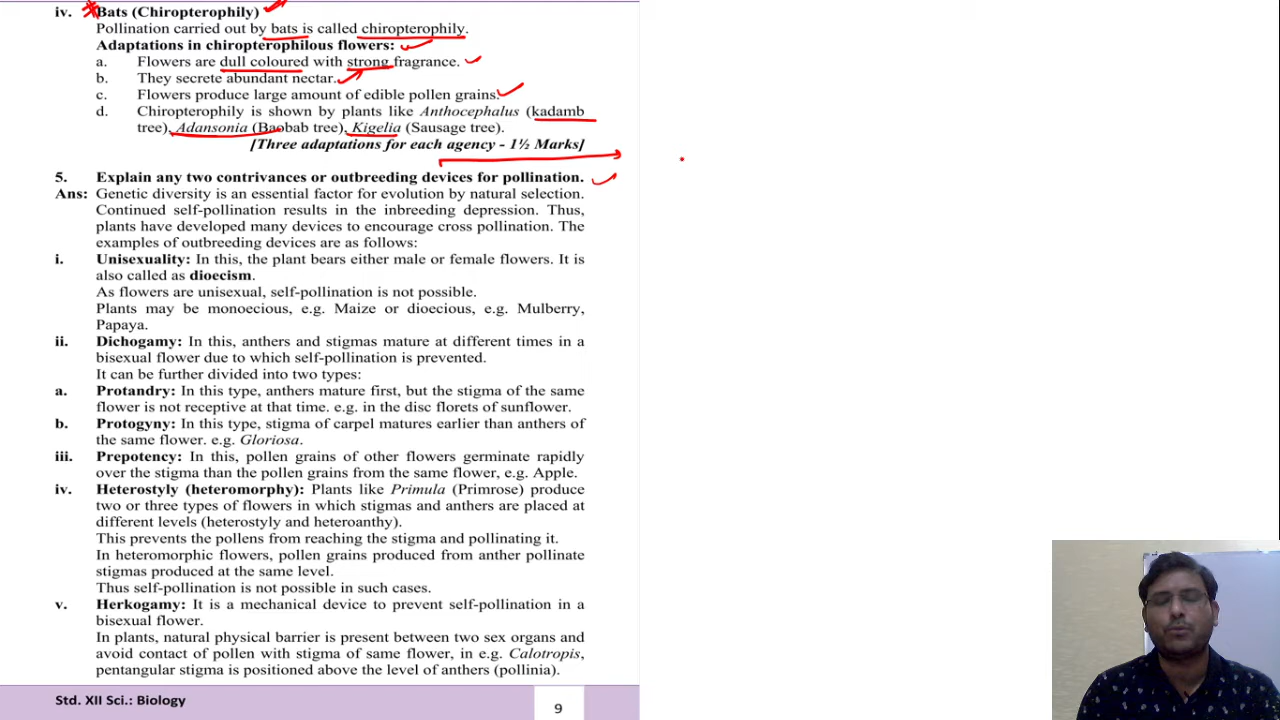 iv. Bats (Chiropterophily)
Pollination carried out by bats is called chiropterophily.
Adaptations in chiropterophilous flowers:
a. Flowers are dull coloured with strong fragrance.
b. They secrete abundant nectar.
c. Flowers produce large amount of edible pollen grains.
d. Chiropterophily is shown by plants like Anthocephalus (kadamb
tree), Adansonia (Baobab tree), Kigelia (Sausage tree).
[Three adaptations for each agency - 1½ Marks]
5. Explain any two contrivances or outbreeding devices for pollination.
Ans: Genetic diversity is an essential factor for evolution by natural selection.
Continued self-pollination results in the inbreeding depression. Thus,
plants have developed many devices to encourage cross pollination. The
examples of outbreeding devices are as follows:
i. Unisexuality: In this, the plant bears either male or female flowers. It is
also called as dioecism.
As flowers are unisexual, self-pollination is not possible.
Plants may be monoecious, e.g. Maize or dioecious, e.g. Mulberry,
Papaya.
ii. Dichogamy: In this, anthers and stigmas mature at different times in a
bisexual flower due to which self-pollination is prevented.
It can be further divided into two types:
a. Protandry: In this type, anthers mature first, but the stigma of the same
flower is not receptive at that time. e.g. in the disc florets of sunflower.
b. Protogyny: In this type, stigma of carpel matures earlier than anthers of
the same flower. e.g. Gloriosa.
iii. Prepotency: In this, pollen grains of other flowers germinate rapidly
over the stigma than the pollen grains from the same flower, e.g. Apple.
iv. Heterostyly (heteromorphy): Plants like Primula (Primrose) produce
two or three types of flowers in which stigmas and anthers are placed at
different levels (heterostyly and heteroanthy).
This prevents the pollens from reaching the stigma and pollinating it.
In heteromorphic flowers, pollen grains produced from anther pollinate
stigmas produced at the same level.
Thus self-pollination is not possible in such cases.
v. Herkogamy: It is a mechanical device to prevent self-pollination in a
bisexual flower.
In plants, natural physical barrier is present between two sex organs and
avoid contact of pollen with stigma of same flower, in e.g. Calotropis,
pentangular stigma is positioned above the level of anthers (pollinia).
Std. XII Sci.: Biology
9